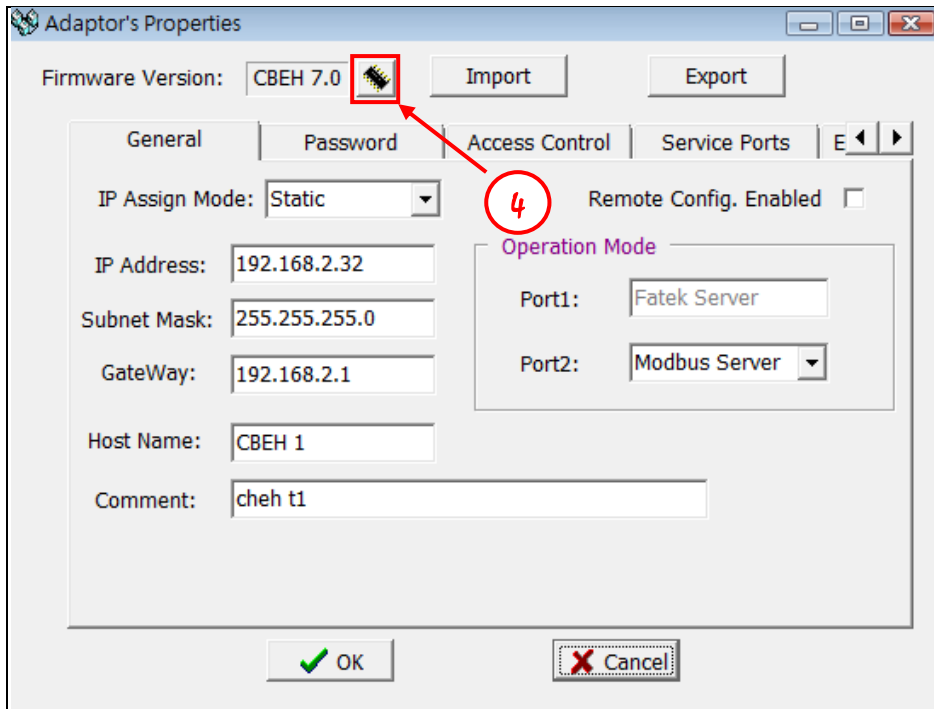 Adaptor's Properties
Firmware Version: CBEH 7.0 Import Export
General Password Access Control Service Ports E
IP Assign Mode: Static Remote Config. Enabled
4
Operation Mode
IP Address: 192.168.2.32
Port1: Fatek Server
Subnet Mask: 255.255.255.0
Port2: Modbus Server
GateWay: 192.168.2.1
Host Name: CBEH 1
Comment: cheh t1
OK Cancel